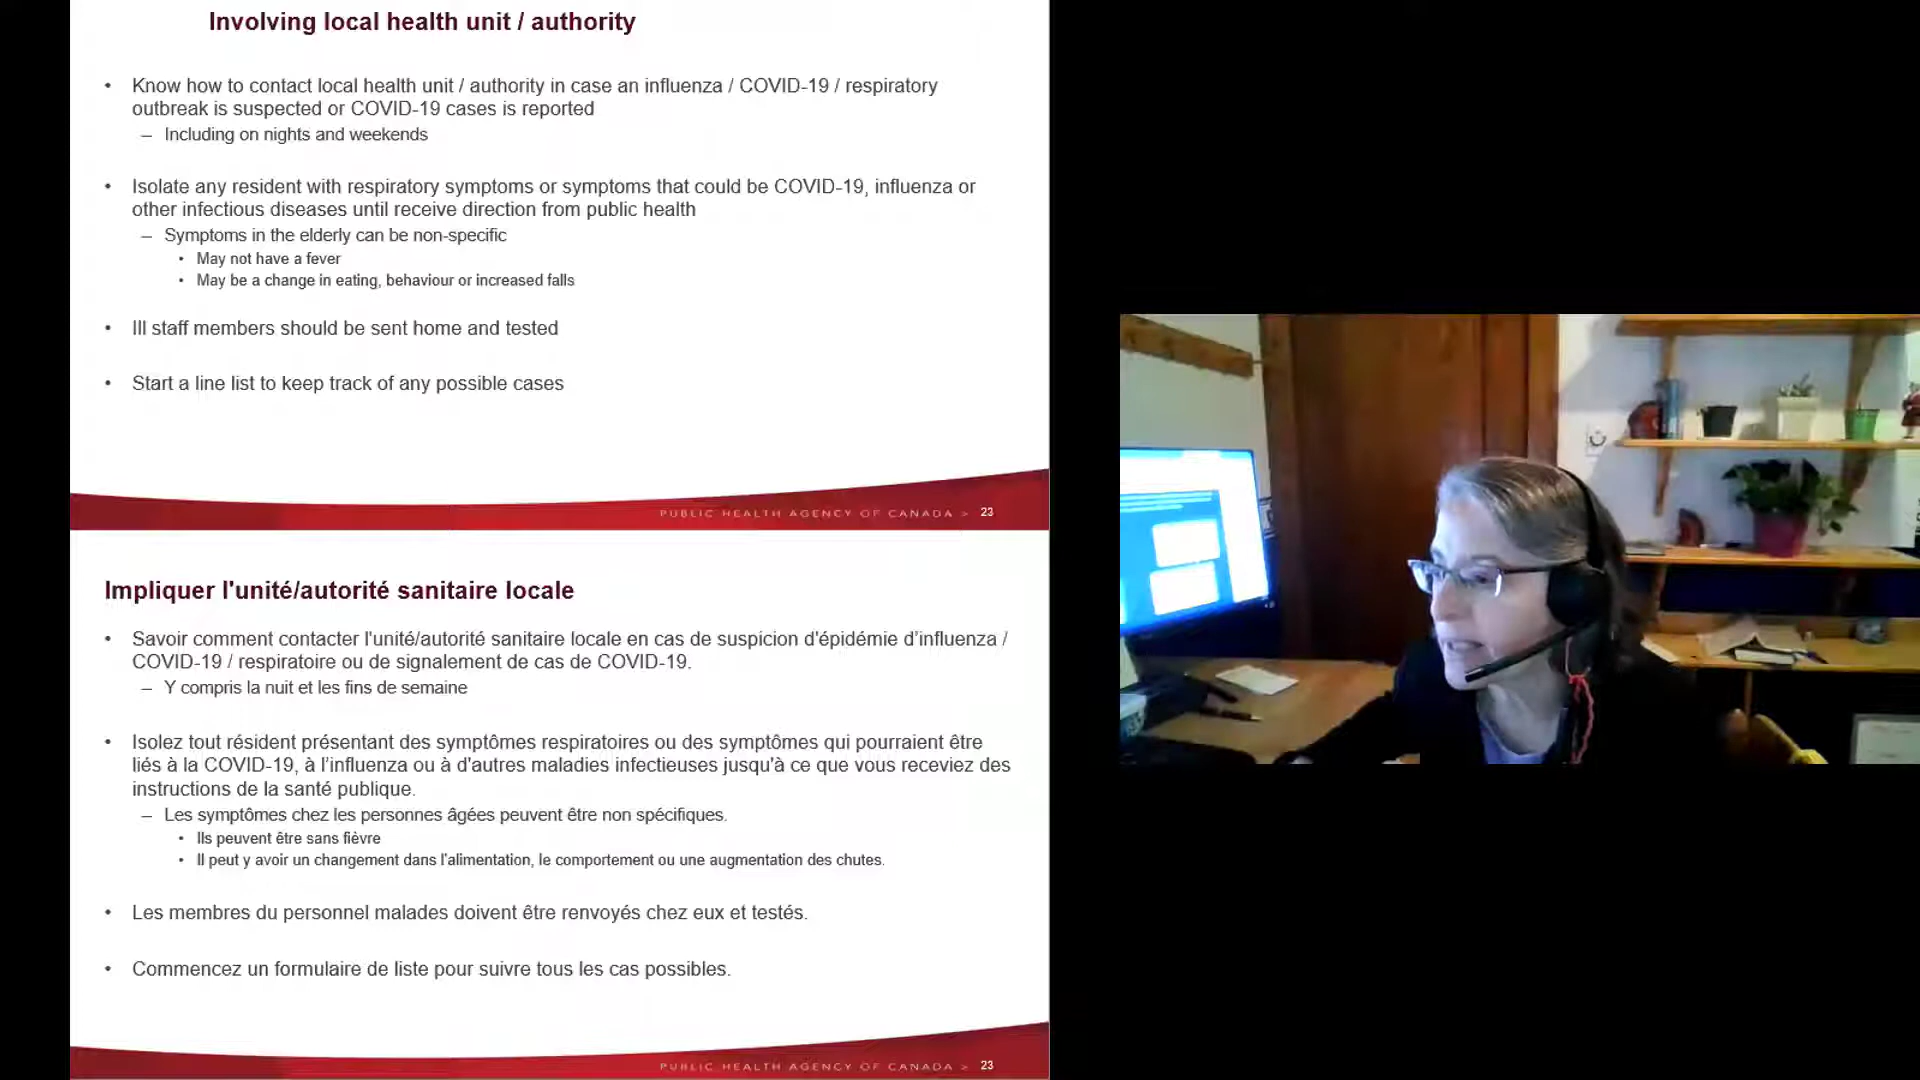 Involving local health unit / authority
• Know how to contact local health unit / authority in case an influenza / COVID-19 / respiratory
outbreak is suspected or COVID-19 cases is reported
– Including on nights and weekends
• Isolate any resident with respiratory symptoms or symptoms that could be COVID-19, influenza or
other infectious diseases until receive direction from public health
– Symptoms in the elderly can be non-specific
• May not have a fever
• May be a change in eating, behaviour or increased falls
• Ill staff members should be sent home and tested
• Start a line list to keep track of any possible cases
PUBLIC HEALTH AGENCY OF CANADA > 23
Impliquer l'unité/autorité sanitaire locale
• Savoir comment contacter l'unité/autorité sanitaire locale en cas de suspicion d'épidémie d'influenza /
COVID-19 / respiratoire ou de signalement de cas de COVID-19.
– Y compris la nuit et les fins de semaine
• Isolez tout résident présentant des symptômes respiratoires ou des symptômes qui pourraient être
liés à la COVID-19, à l'influenza ou à d'autres maladies infectieuses jusqu'à ce que vous receviez des
instructions de la santé publique.
– Les symptômes chez les personnes âgées peuvent être non spécifiques.
• Ils peuvent être sans fièvre
• Il peut y avoir un changement dans l'alimentation, le comportement ou une augmentation des chutes.
• Les membres du personnel malades doivent être renvoyés chez eux et testés.
• Commencez un formulaire de liste pour suivre tous les cas possibles.
PUBLIC HEALTH AGENCY OF CANADA > 23